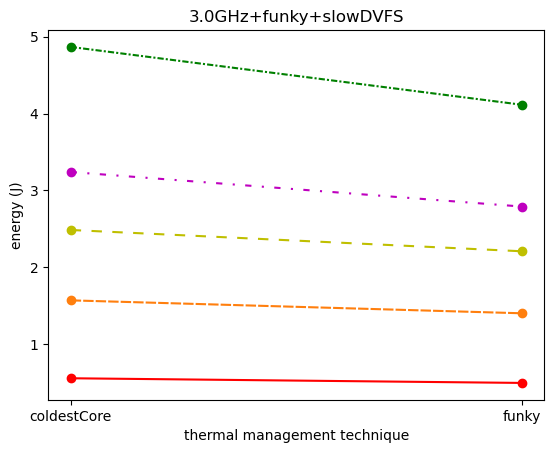 3.0GHz+funky+slowDVFS
5
4
3
2
1
energy (J)
coldestCore
funky
thermal management technique